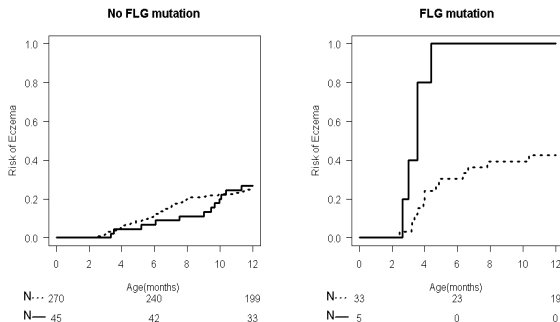 No FLG mutation
FLG mutation
Risk of Eczema
1.0
0.8
0.6
0.4
0.2
0.0
0 2 4 6 8 10 12
Age(months)
N 270 240 199
N 45 42 33
Risk of Eczema
1.0
0.8
0.6
0.4
0.2
0.0
0 2 4 6 8 10 12
Age(months)
N 33 23 19
N 5 0 0